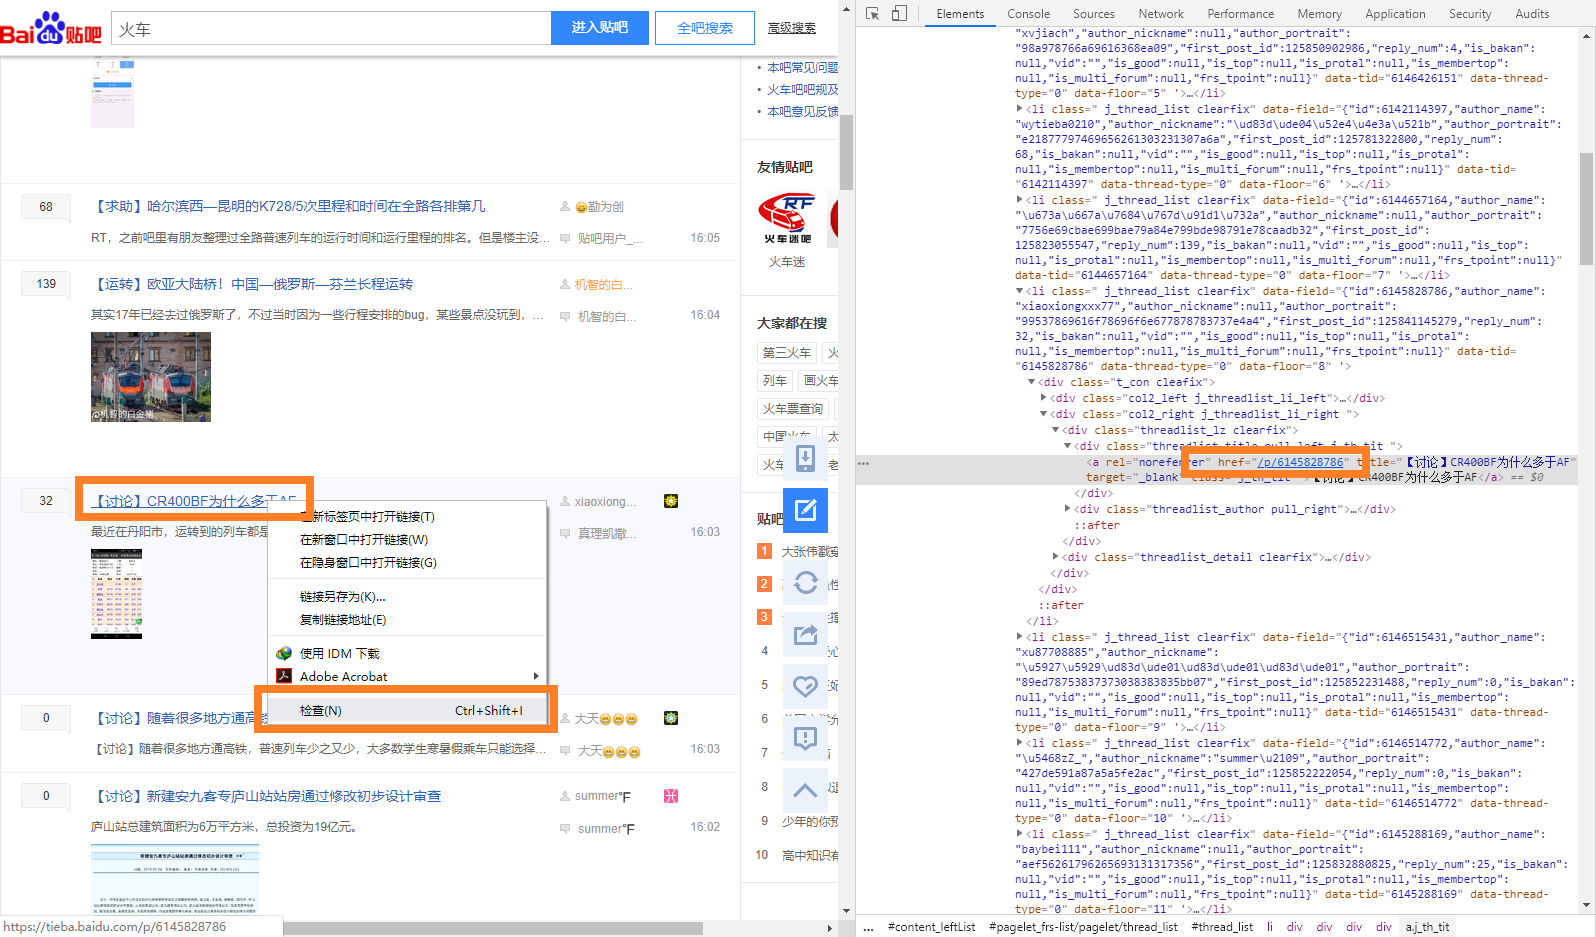 Bai du 贴吧
火车
进入贴吧
全吧搜索
高级搜索
本吧常见问题
火车吧吧规及
本吧意见反馈
友情贴吧
RF
火车迷吧
火车迷
68
【求助】哈尔滨西—昆明的K728/5次里程和时间在全路各排第几
勤为创
RT，之前吧里有朋友整理过全路普速列车的运行时间和运行里程的排名。但是楼主没...
贴吧用户_...
16:05
139
【运转】欧亚大陆桥！中国—俄罗斯—芬兰长程运转
机智的白...
其实17年已经去过俄罗斯了，不过当时因为一些行程安排的bug，某些景点没玩到，...
机智的白...
16:04
@机智的白金猪
大家都在搜
第三火车
列车
画火车
火车票查询
中国火车
32
【讨论】CR400BF为什么多于AF
xiaoxiong...
最近在丹阳市，运转到的列车都是
真理凯撒...
16:03
在新标签页中打开链接(T)
在新窗口中打开链接(W)
在隐身窗口中打开链接(G)
链接另存为(K)...
复制链接地址(E)
使用 IDM 下载
Adobe Acrobat
检查(N)
Ctrl+Shift+I
贴吧
1 大张伟戳穿
2
3
4
5
6
7
8
9 少年的你预
10 高中知识有
0
【讨论】随着很多地方通高铁
大天
【讨论】随着很多地方通高铁，普速列车少之又少，大多数学生寒暑假乘车只能选择...
大天
16:03
0
【讨论】新建安九客专庐山站站房通过修改初步设计审查
summer℉
庐山站总建筑面积为6万平方米，总投资为19亿元。
summer℉
16:02
新建安九客专庐山站站房通过修改初步设计审查
https://tieba.baidu.com/p/6145828786
Elements Console Sources Network Performance Memory Application Security Audits
"xvjiach","author_nickname":null,"author_portrait":
"98a978766a69616368ea09","first_post_id":125850902986,"reply_num":4,"is_bakan":
null,"vid":"","is_good":null,"is_top":null,"is_protal":null,"is_membertop":
null,"is_multi_forum":null,"frs_tpoint":null}" data-tid="6146426151" data-thread-
type="0" data-floor="5" '>…</li>
<li class=" j_thread_list clearfix" data-field='{"id":6142114397,"author_name":
"wytieba0210","author_nickname":"\ud83d\ude04\u52e4\u4e3a\u521b","author_portrait":
"e21877797469656261303231307a6a","first_post_id":125781322800,"reply_num":
68,"is_bakan":null,"vid":"","is_good":null,"is_top":null,"is_protal":
null,"is_membertop":null,"is_multi_forum":null,"frs_tpoint":null}" data-tid=
"6142114397" data-thread-type="0" data-floor="6" '>…</li>
<li class=" j_thread_list clearfix" data-field='{"id":6144657164,"author_name":
"\u673a\u667a\u7684\u767d\u91d1\u732a","author_nickname":null,"author_portrait":
"7756e69cbae699bae79a84e799bde98791e78caadb32","first_post_id":
125823055547,"reply_num":139,"is_bakan":null,"vid":"","is_good":null,"is_top":
null,"is_protal":null,"is_membertop":null,"is_multi_forum":null,"frs_tpoint":null}"
data-tid="6144657164" data-thread-type="0" data-floor="7" '>…</li>
<li class=" j_thread_list clearfix" data-field='{"id":6145828786,"author_name":
"xiaoxiongxxx77","author_nickname":null,"author_portrait":
"99537869616f78696f6e677878783737e4a4","first_post_id":125841145279,"reply_num":
32,"is_bakan":null,"vid":"","is_good":null,"is_top":null,"is_protal":
null,"is_membertop":null,"is_multi_forum":null,"frs_tpoint":null}" data-tid=
"6145828786" data-thread-type="0" data-floor="8" '>
<div class="t_con cleafix">
<div class="col2_left j_threadlist_li_left">…</div>
<div class="col2_right j_threadlist_li_right ">
<div class="threadlist_lz clearfix">
<div class="threadlist_title pull_left j_th_tit ">
<a rel="noreferrer" href="/p/6145828786" title="【讨论】CR400BF为什么多于AF"
target="_blank" class="j_th_tit ">【讨论】CR400BF为什么多于AF</a> == $0
</div>
<div class="threadlist_author pull_right">…</div>
::after
</div>
<div class="threadlist_detail clearfix">…</div>
</div>
</div>
::after
</li>
<li class=" j_thread_list clearfix" data-field='{"id":6146515431,"author_name":
"xu87708885","author_nickname":
"\u5927\u5929\ud83d\ude01\ud83d\ude01\ud83d\ude01","author_portrait":
"89ed78753837373038383835bb07","first_post_id":125852231488,"reply_num":0,"is_bakan":
null,"vid":"","is_good":null,"is_top":null,"is_protal":null,"is_membertop":
null,"is_multi_forum":null,"frs_tpoint":null}" data-tid="6146515431" data-thread-
type="0" data-floor="9" '>…</li>
<li class=" j_thread_list clearfix" data-field='{"id":6146514772,"author_name":
"\u5468zZ_","author_nickname":"summer\u2109","author_portrait":
"427de591a87a5a5fe2ac","first_post_id":125852222054,"reply_num":0,"is_bakan":
null,"vid":"","is_good":null,"is_top":null,"is_protal":null,"is_membertop":
null,"is_multi_forum":null,"frs_tpoint":null}" data-tid="6146514772" data-thread-
type="0" data-floor="10" '>…</li>
<li class=" j_thread_list clearfix" data-field='{"id":6145288169,"author_name":
"baybei111","author_nickname":null,"author_portrait":
"aef56261796265693131317356","first_post_id":125832880825,"reply_num":25,"is_bakan":
null,"vid":"","is_good":null,"is_top":null,"is_protal":null,"is_membertop":
null,"is_multi_forum":null,"frs_tpoint":null}" data-tid="6145288169" data-thread-
type="0" data-floor="11" '>…</li>
... #content_leftList #pagelet_frs-list/pagelet/thread_list #thread_list li div div div div a.j_th_tit